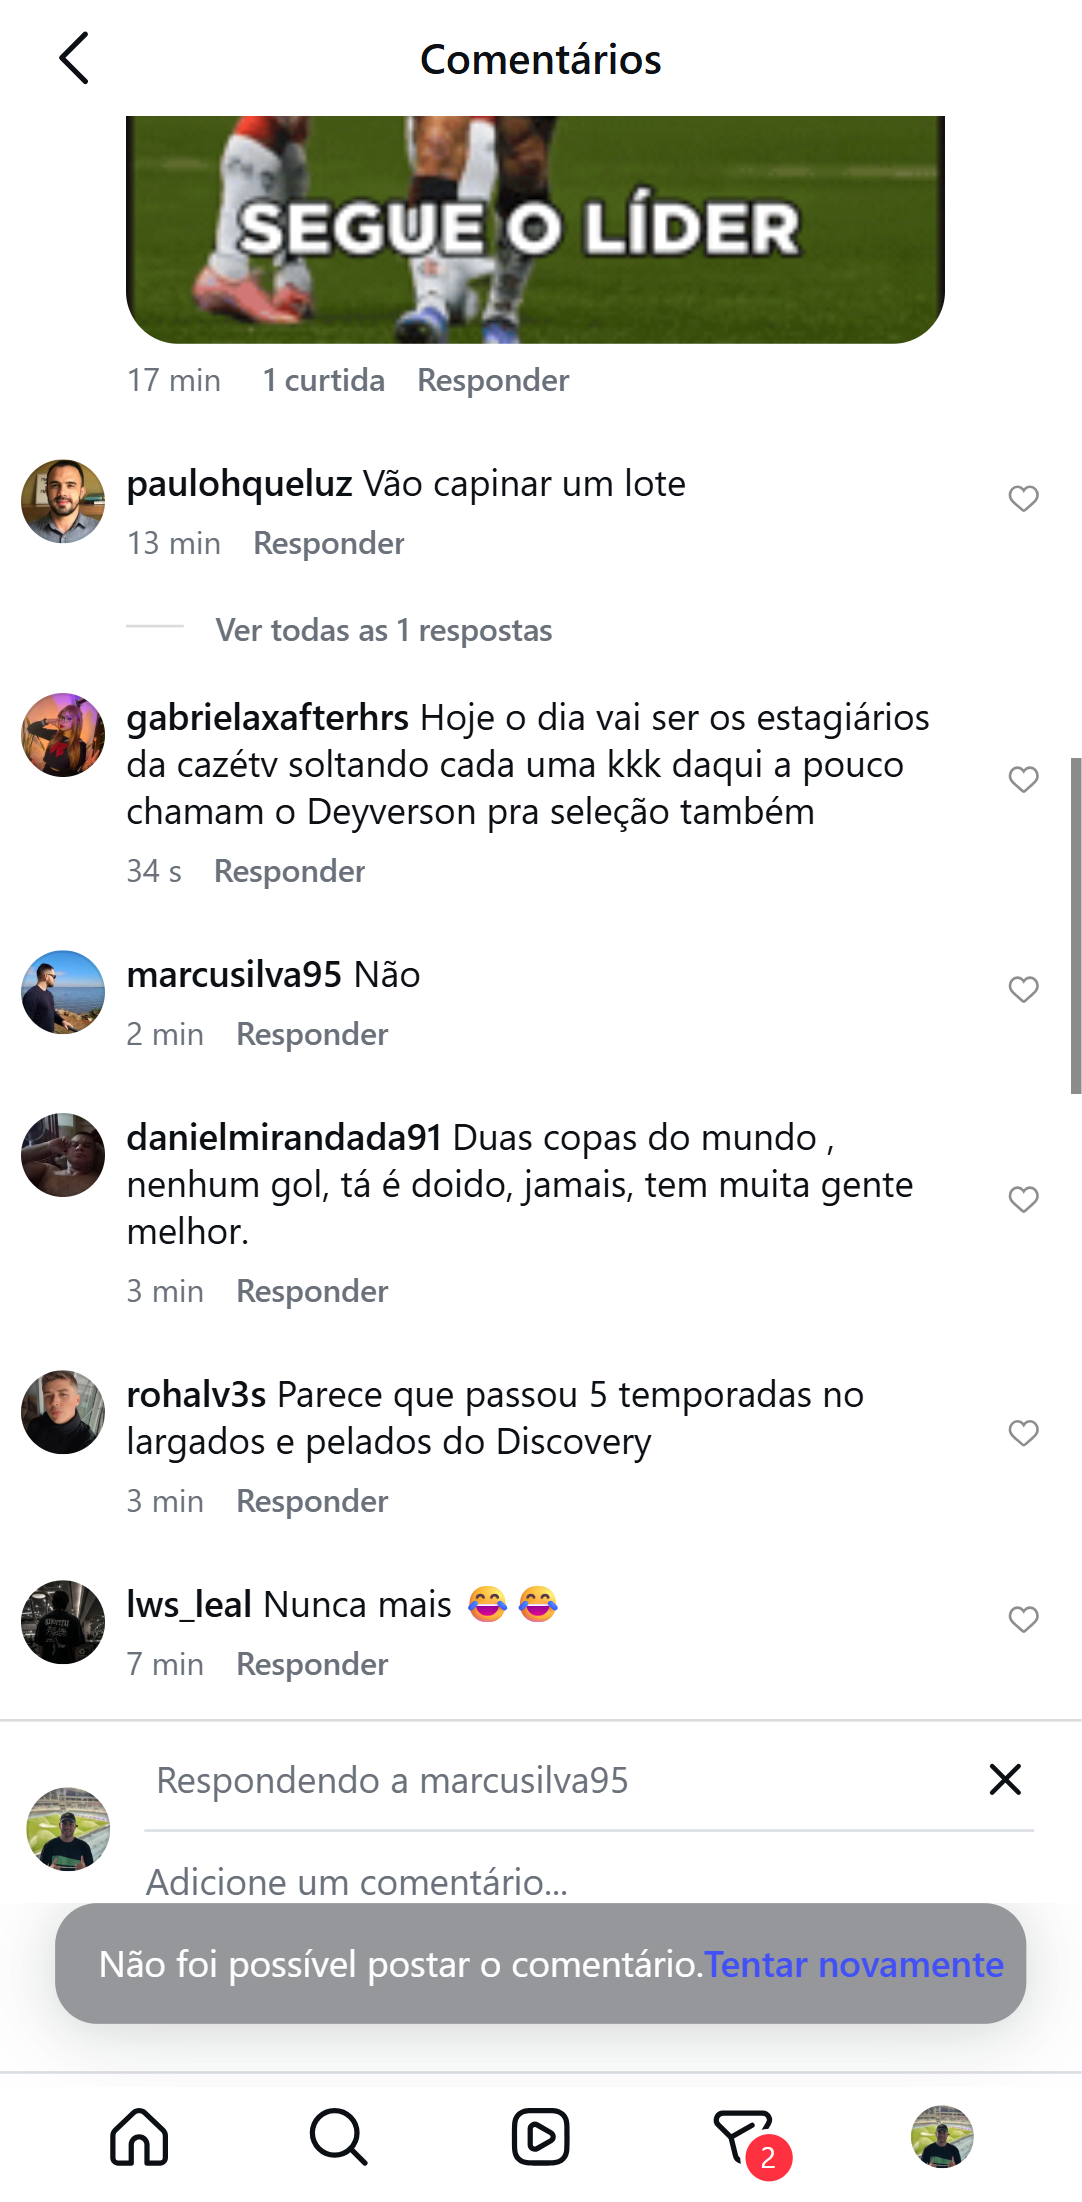 Comentários
SEGUE O LÍDER
17 min 1 curtida Responder
paulohqueluz Vão capinar um lote
13 min Responder
Ver todas as 1 respostas
gabrielaxafterhrs Hoje o dia vai ser os estagiários
da cazétv soltando cada uma kkk daqui a pouco
chamam o Deyverson pra seleção também
34 s Responder
marcusilva95 Não
2 min Responder
danielmirandada91 Duas copas do mundo ,
nenhum gol, tá é doido, jamais, tem muita gente
melhor.
3 min Responder
rohalv3s Parece que passou 5 temporadas no
largados e pelados do Discovery
3 min Responder
lws_leal Nunca mais 😂😂
7 min Responder
Respondendo a marcusilva95
Adicione um comentário...
Não foi possível postar o comentário.Tentar novamente
2